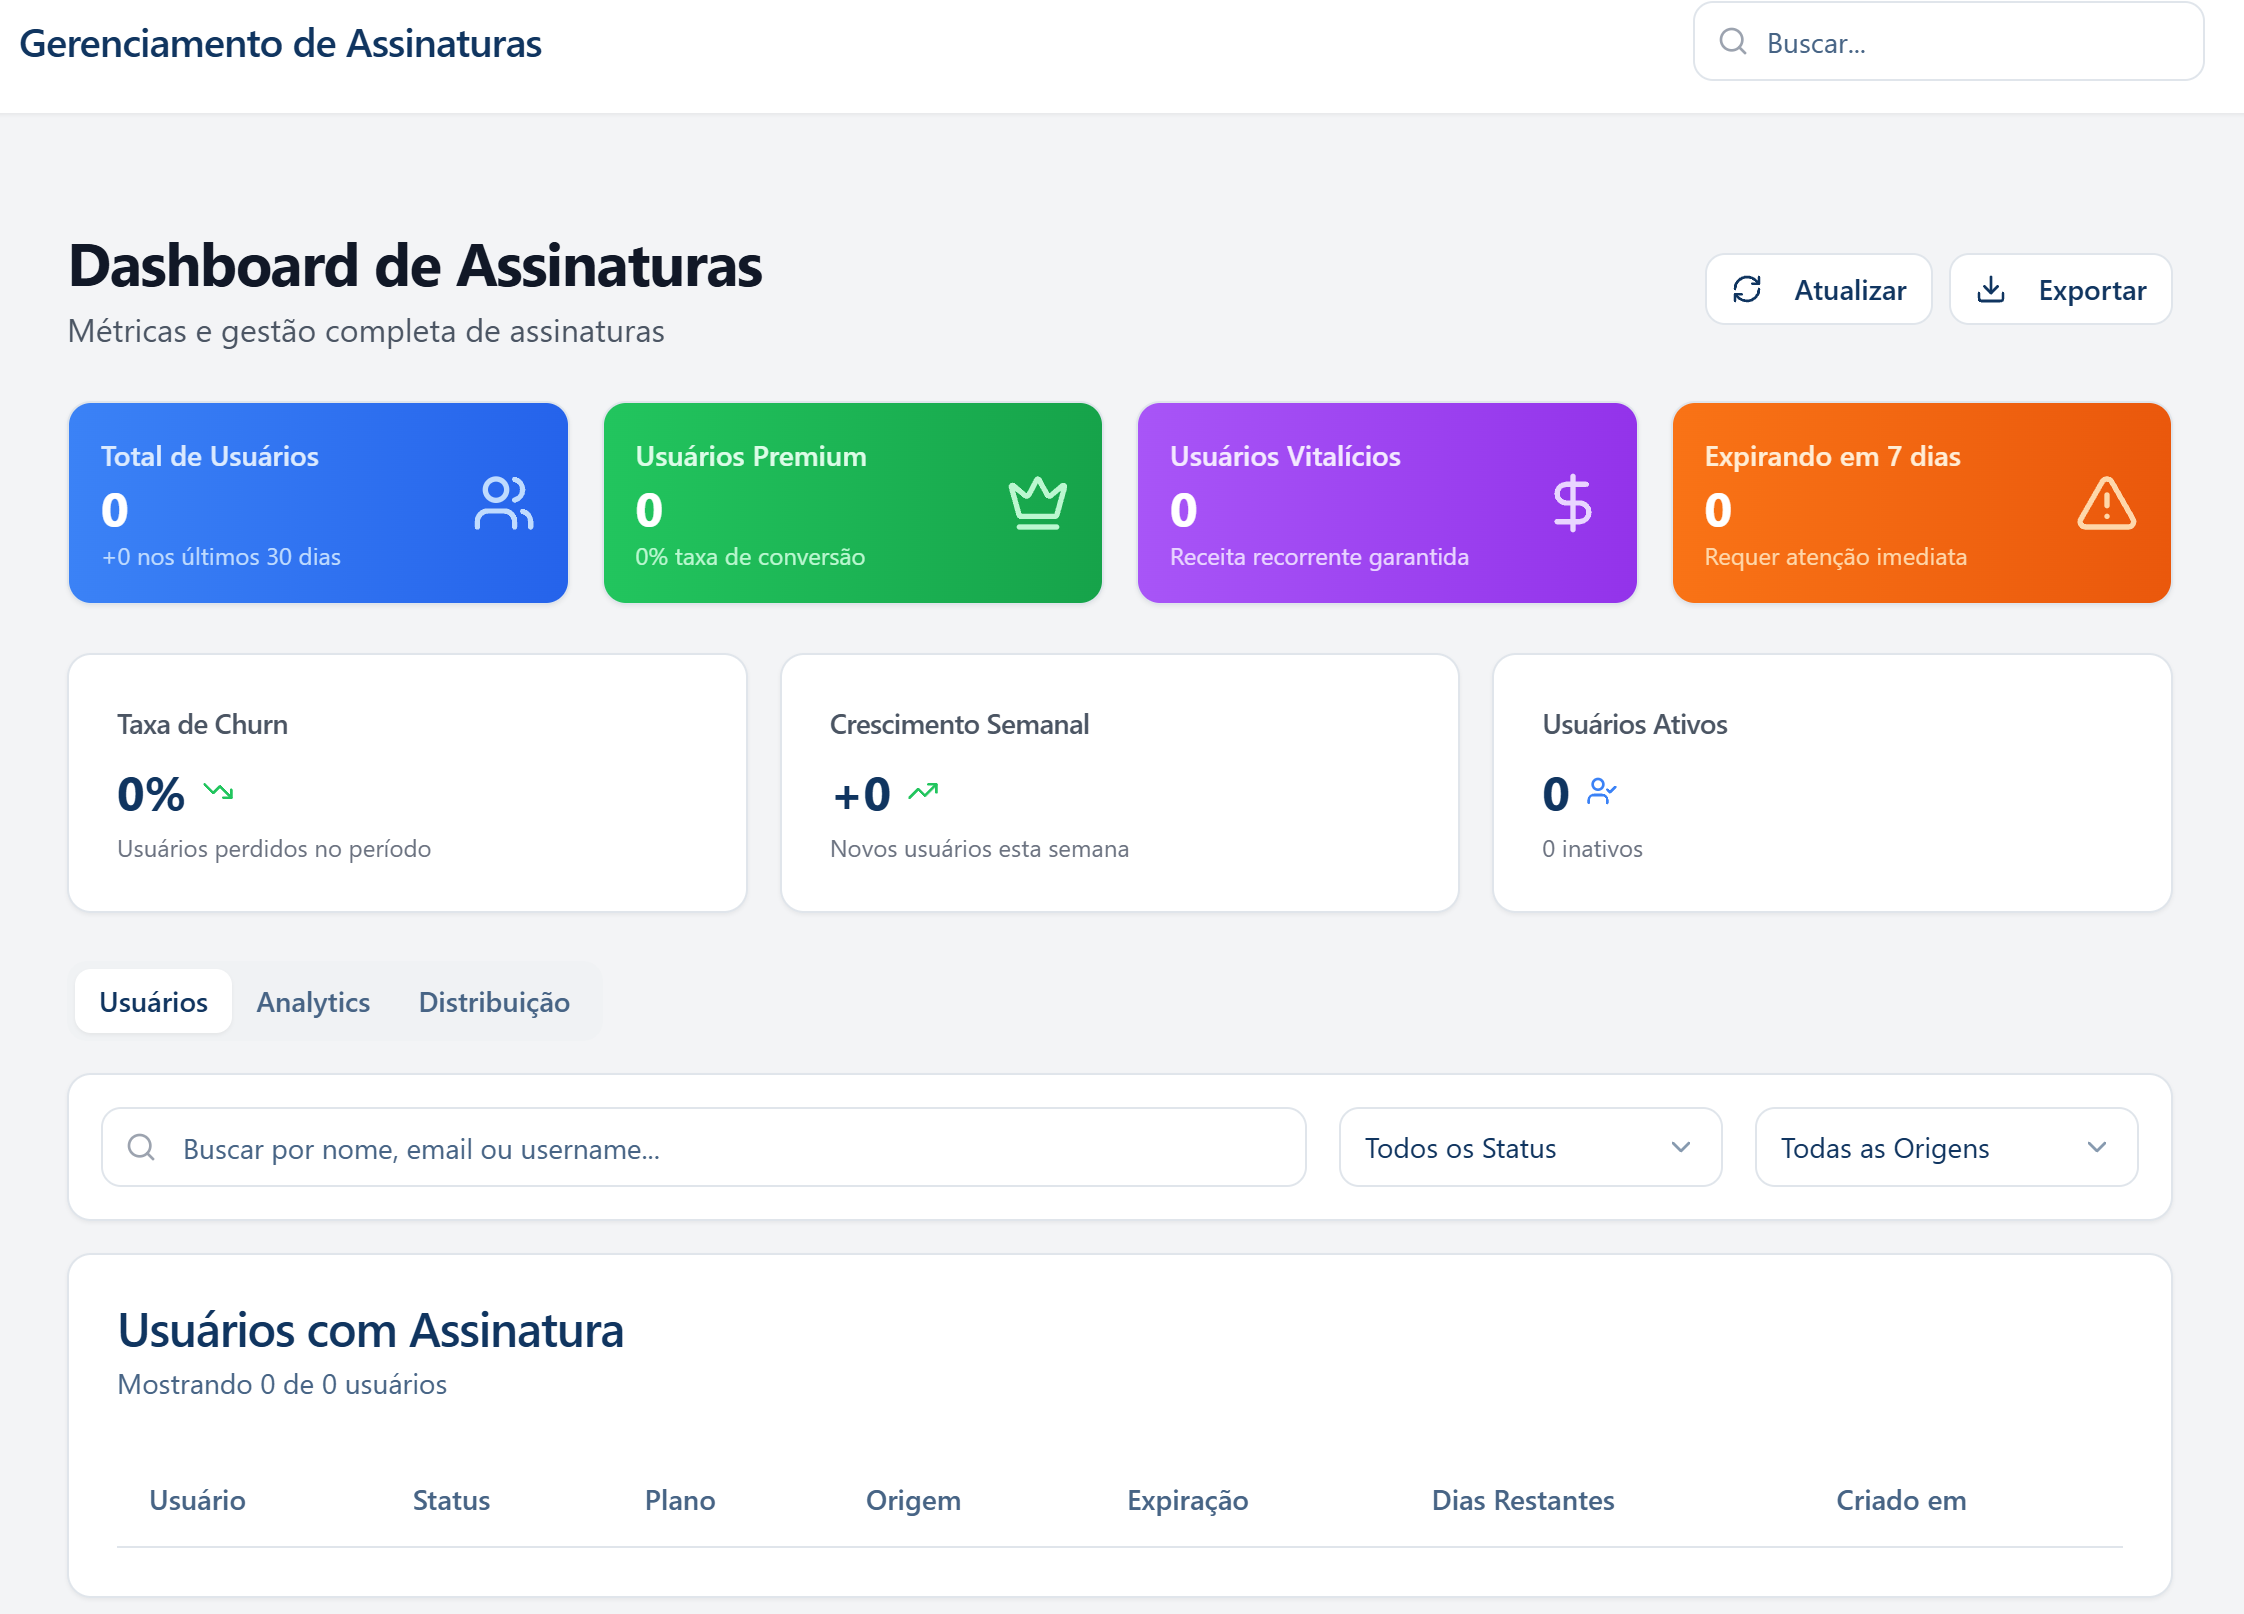 Gerenciamento de Assinaturas
Buscar...
Dashboard de Assinaturas
Métricas e gestão completa de assinaturas
Atualizar
Exportar
Total de Usuários
0
+0 nos últimos 30 dias
Usuários Premium
0
0% taxa de conversão
Usuários Vitalícios
0
Receita recorrente garantida
Expirando em 7 dias
0
Requer atenção imediata
Taxa de Churn
0%
Usuários perdidos no período
Crescimento Semanal
+0
Novos usuários esta semana
Usuários Ativos
0
0 inativos
Usuários
Analytics
Distribuição
Buscar por nome, email ou username...
Todos os Status
Todas as Origens
Usuários com Assinatura
Mostrando 0 de 0 usuários
Usuário Status Plano Origem Expiração Dias Restantes Criado em